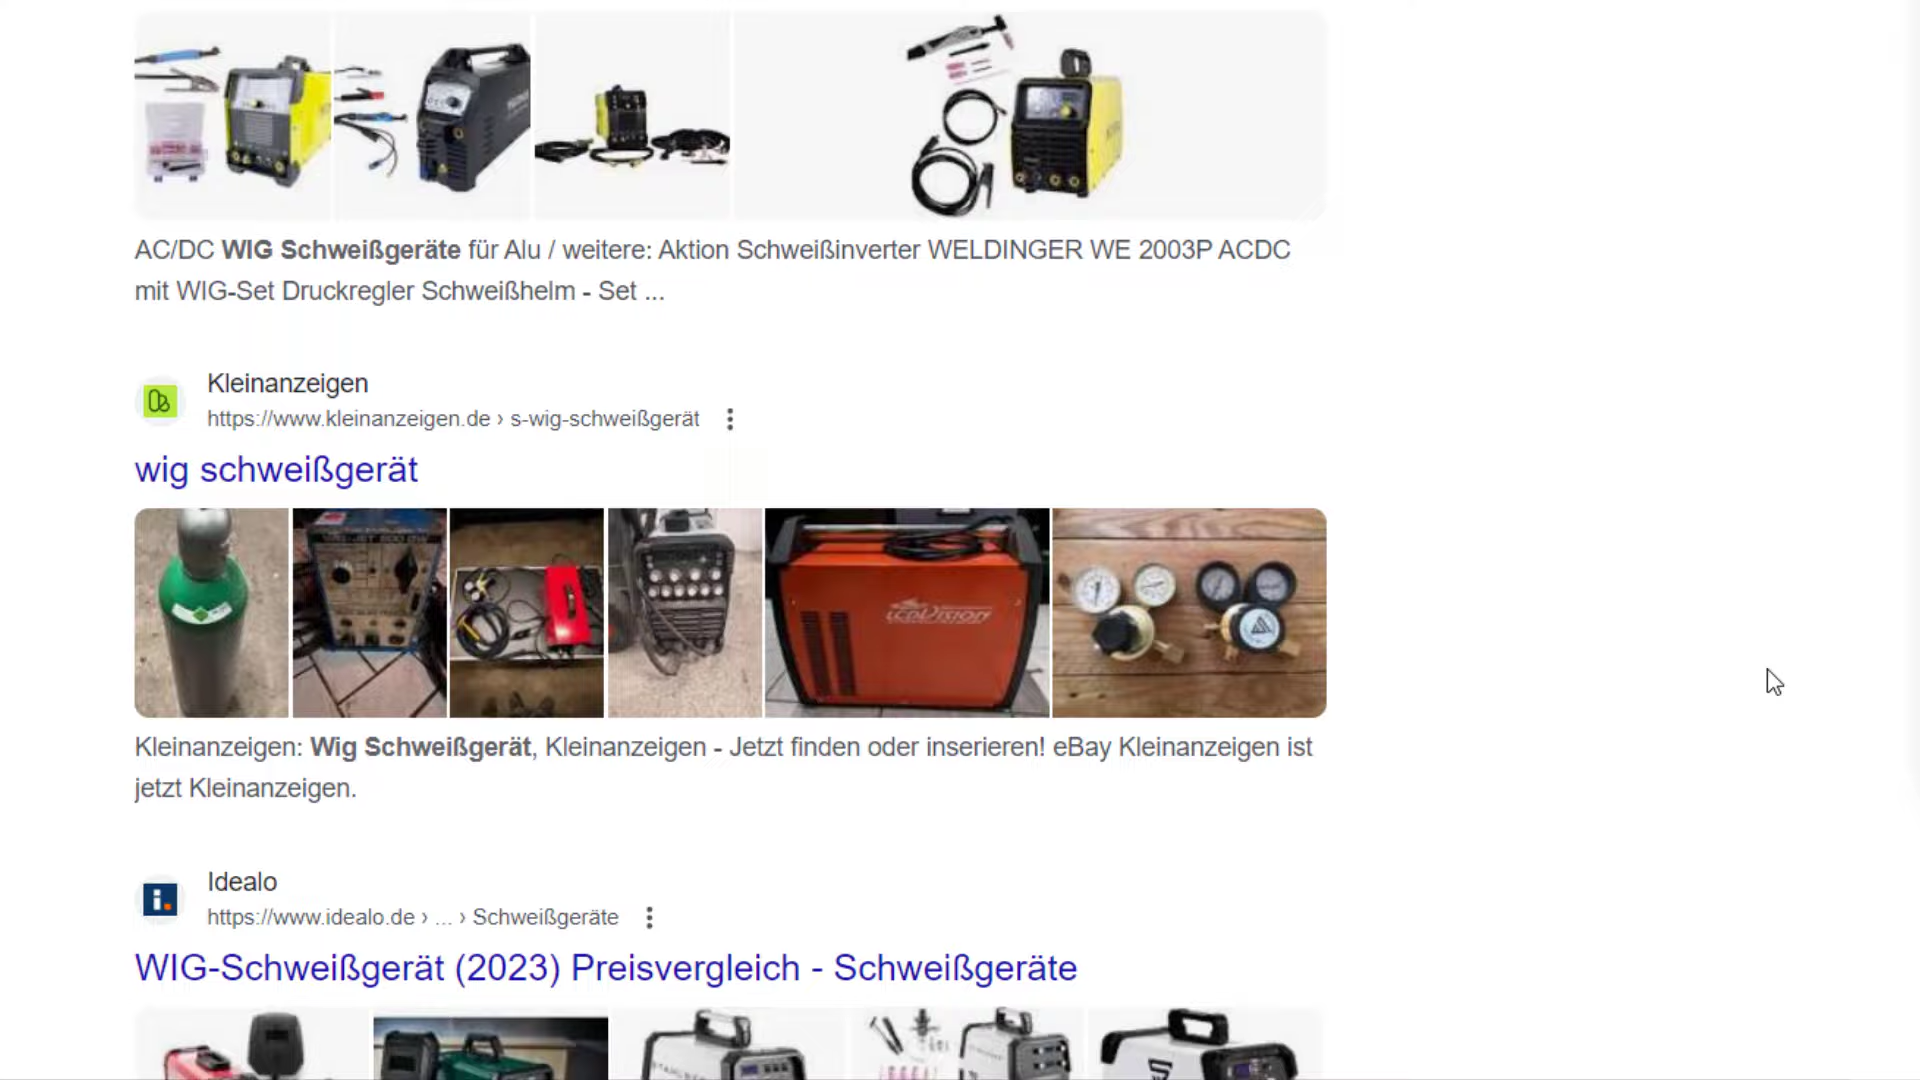 AC/DC WIG Schweißgeräte für Alu / weitere: Aktion Schweißinverter WELDINGER WE 2003P ACDC
mit WIG-Set Druckregler Schweißhelm - Set ...
Kleinanzeigen
https://www.kleinanzeigen.de › s-wig-schweißgerät
wig schweißgerät
Kleinanzeigen: Wig Schweißgerät, Kleinanzeigen - Jetzt finden oder inserieren! eBay Kleinanzeigen ist
jetzt Kleinanzeigen.
Idealo
https://www.idealo.de › ... › Schweißgeräte
WIG-Schweißgerät (2023) Preisvergleich - Schweißgeräte